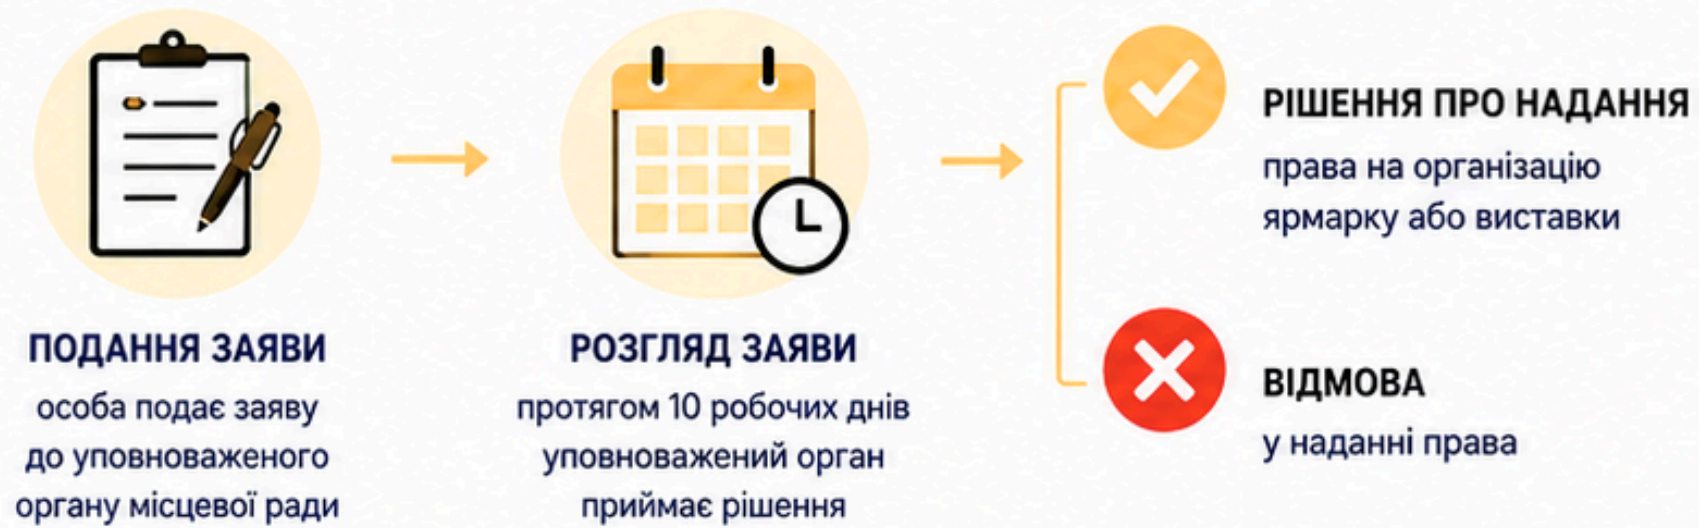 ПОДАННЯ ЗАЯВИ
особа подає заяву
до уповноваженого
органу місцевої ради
РОЗГЛЯД ЗАЯВИ
протягом 10 робочих днів
уповноважений орган
приймає рішення
РІШЕННЯ ПРО НАДАННЯ
права на організацію
ярмарку або виставки
ВІДМОВА
у наданні права